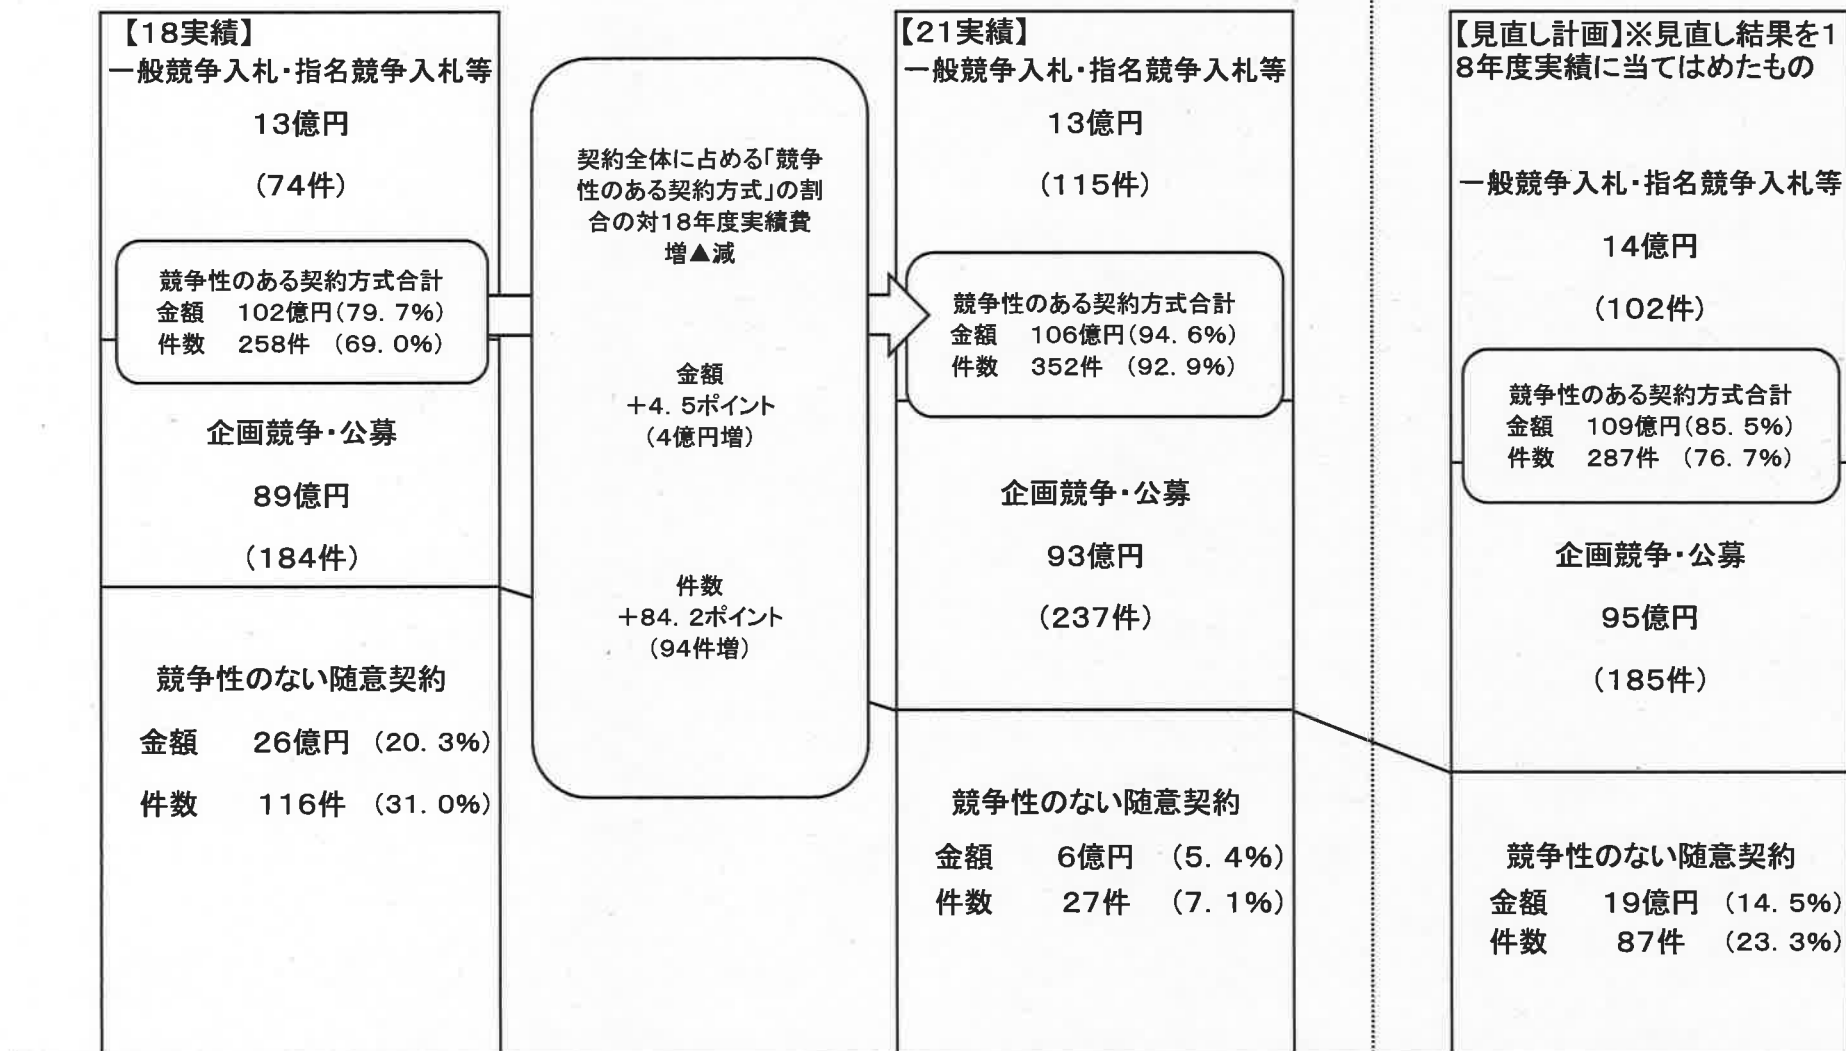 【18実績】
一般競争入札・指名競争入札等
13億円
（74件）
競争性のある契約方式合計
金額　102億円(79．7%)
件数　258件　(69．0%)
企画競争・公募
89億円
（184件）
競争性のない随意契約
金額　26億円（20．3%）
件数　116件（31．0%）
契約全体に占める「競争
性のある契約方式」の割
合の対18年度実績費
増▲減
金額
＋4．5ポイント
（4億円増）
件数
＋84．2ポイント
（94件増）
【21実績】
一般競争入札・指名競争入札等
13億円
（115件）
競争性のある契約方式合計
金額　106億円(94．6%)
件数　352件　(92．9%)
企画競争・公募
93億円
（237件）
競争性のない随意契約
金額　6億円（5．4%）
件数　27件（7．1%）
【見直し計画】※見直し結果を1
8年度実績に当てはめたもの
一般競争入札・指名競争入札等
14億円
（102件）
競争性のある契約方式合計
金額　109億円(85．5%)
件数　287件　(76．7%)
企画競争・公募
95億円
（185件）
競争性のない随意契約
金額　19億円（14．5%）
件数　87件（23．3%）